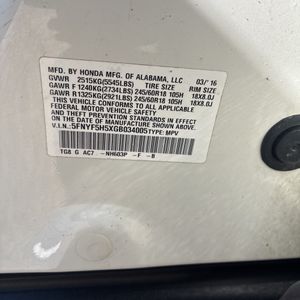 MFD. BY HONDA MFG. OF ALABAMA, LLC 03/'16
GVWR 2515KG(5545LBS) TIRE SIZE RIM SIZE
GAWR F1240KG(2734LBS) 245/60R18 105H 18X8.0J
GAWR R1325KG(2921LBS) 245/60R18 105H 18X8.0J
THIS VEHICLE CONFORMS TO ALL APPLICABLE
FEDERAL MOTOR VEHICLE SAFETY
AND THEFT PREVENTION STANDARDS IN EFFECT ON THE
DATE OF MANUFACTURE SHOWN ABOVE.
V.I.N.:5FNYF5H5XGB034005 TYPE: MPV
TG8 G AC7 -NH603P -F -B